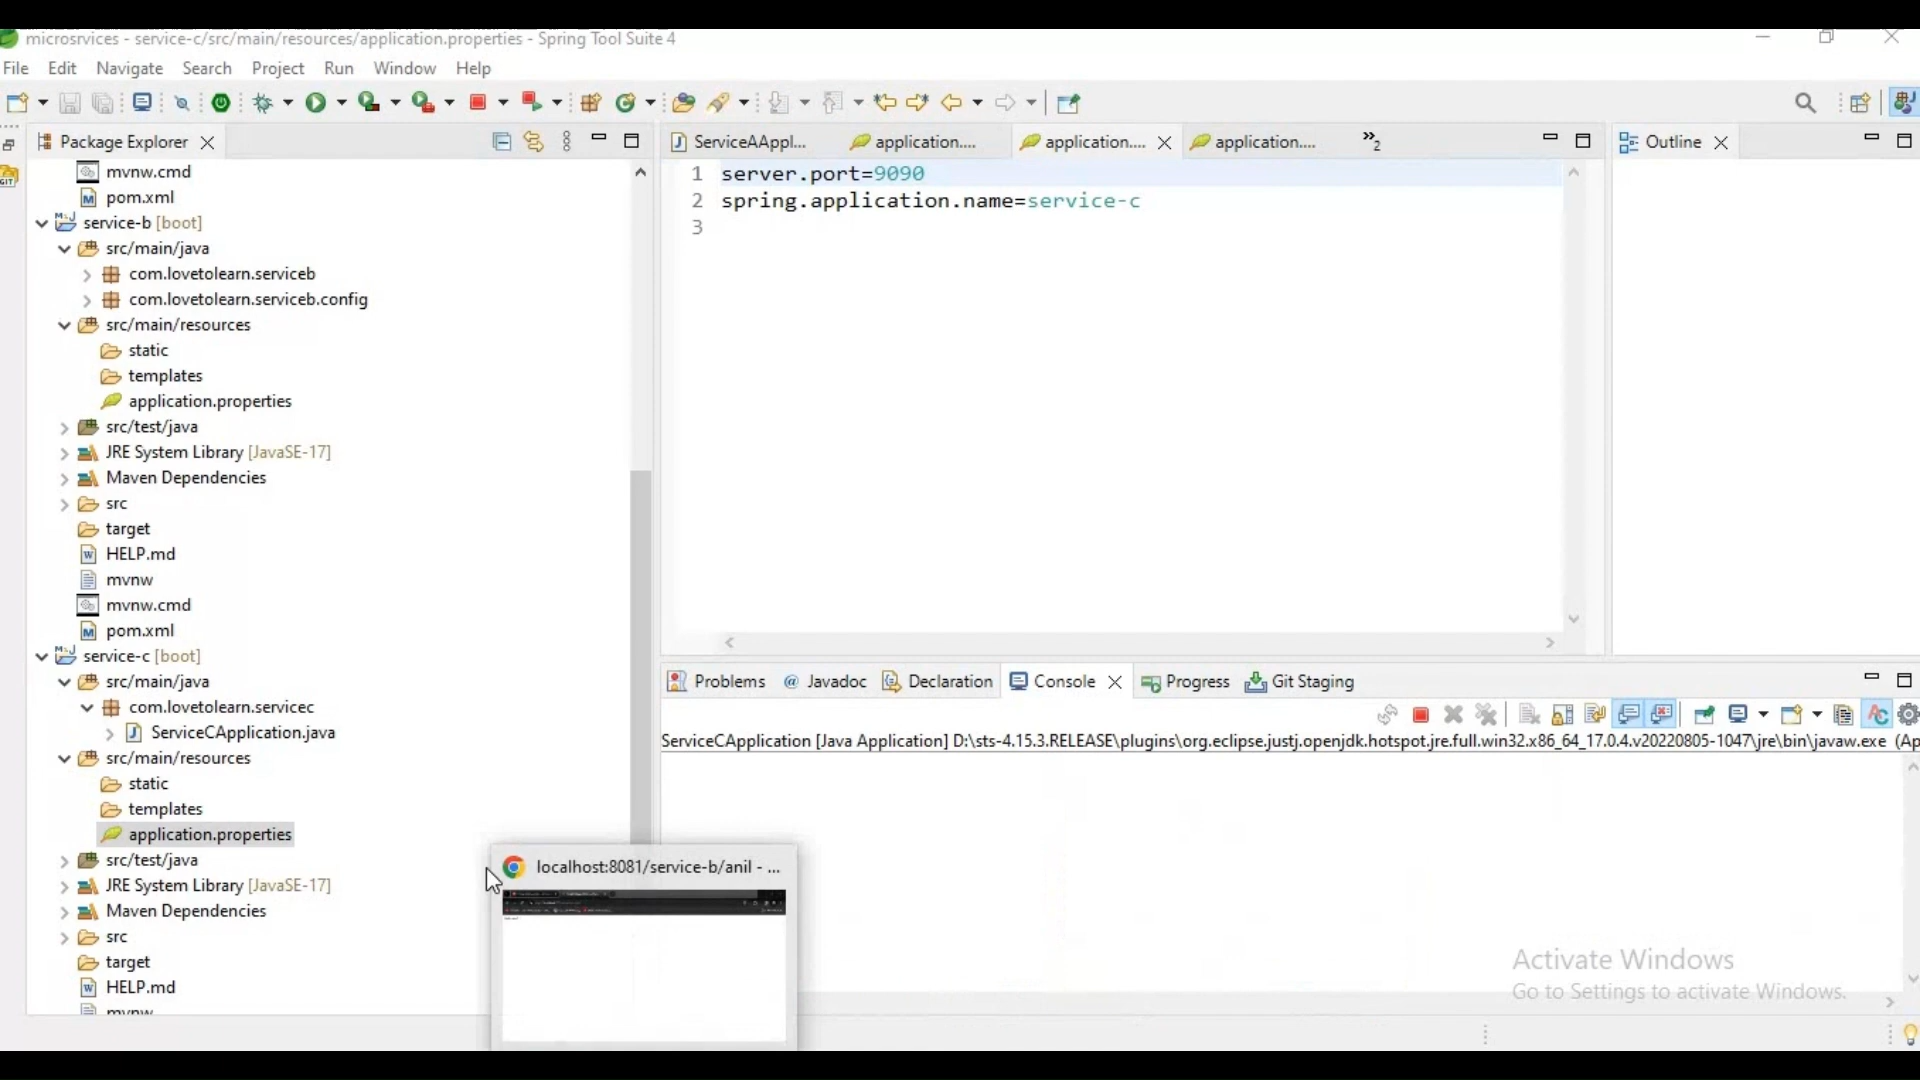 microsrvices - service-c/src/main/resources/application.properties - Spring Tool Suite 4
File Edit Navigate Search Project Run Window Help
Package Explorer
mvnw.cmd
pom.xml
service-b [boot]
src/main/java
com.lovetolearn.serviceb
com.lovetolearn.serviceb.config
src/main/resources
static
templates
application.properties
src/test/java
JRE System Library [JavaSE-17]
Maven Dependencies
src
target
HELP.md
mvnw
mvnw.cmd
pom.xml
service-c [boot]
src/main/java
com.lovetolearn.servicec
ServiceCApplication.java
src/main/resources
static
templates
application.properties
src/test/java
JRE System Library [JavaSE-17]
Maven Dependencies
src
target
HELP.md
mvnw
ServiceAAppl... application.... application.... application.... »2
1 server.port=9090
2 spring.application.name=service-c
3
Outline
Problems @ Javadoc Declaration Console Progress Git Staging
ServiceCApplication [Java Application] D:\sts-4.15.3.RELEASE\plugins\org.eclipse.justj.openjdk.hotspot.jre.full.win32.x86_64_17.0.4.v20220805-1047\jre\bin\javaw.exe (Ap
localhost:8081/service-b/anil - ...
Activate Windows
Go to Settings to activate Windows.